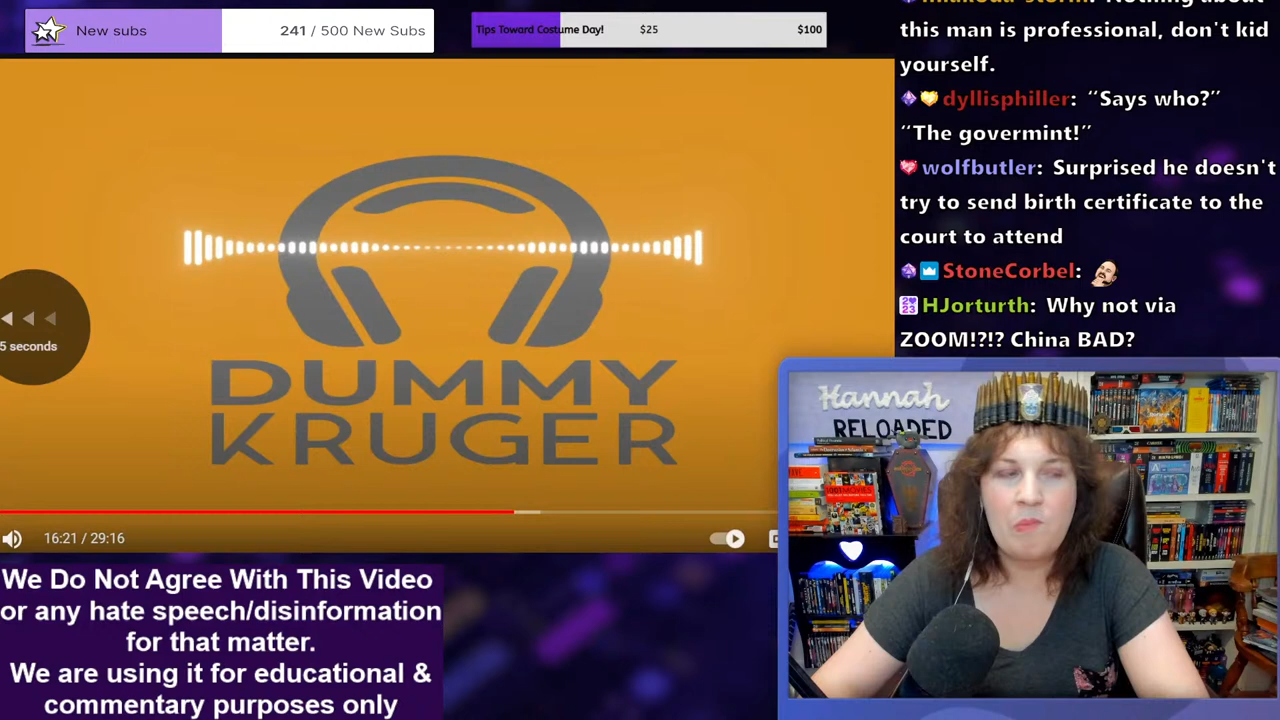 New subs
241 / 500 New Subs
Tips Toward Costume Day!
$25
$100
this man is professional, don't kid
yourself.
dyllisphiller: “Says who?”
“The govermint!”
wolfbutler: Surprised he doesn't
try to send birth certificate to the
court to attend
StoneCorbel:
HJorturth: Why not via
ZOOM!?!? China BAD?
DUMMY
KRUGER
5 seconds
16:21 / 29:16
Hannah
RELOADED
We Do Not Agree With This Video
or any hate speech/disinformation
for that matter.
We are using it for educational &
commentary purposes only